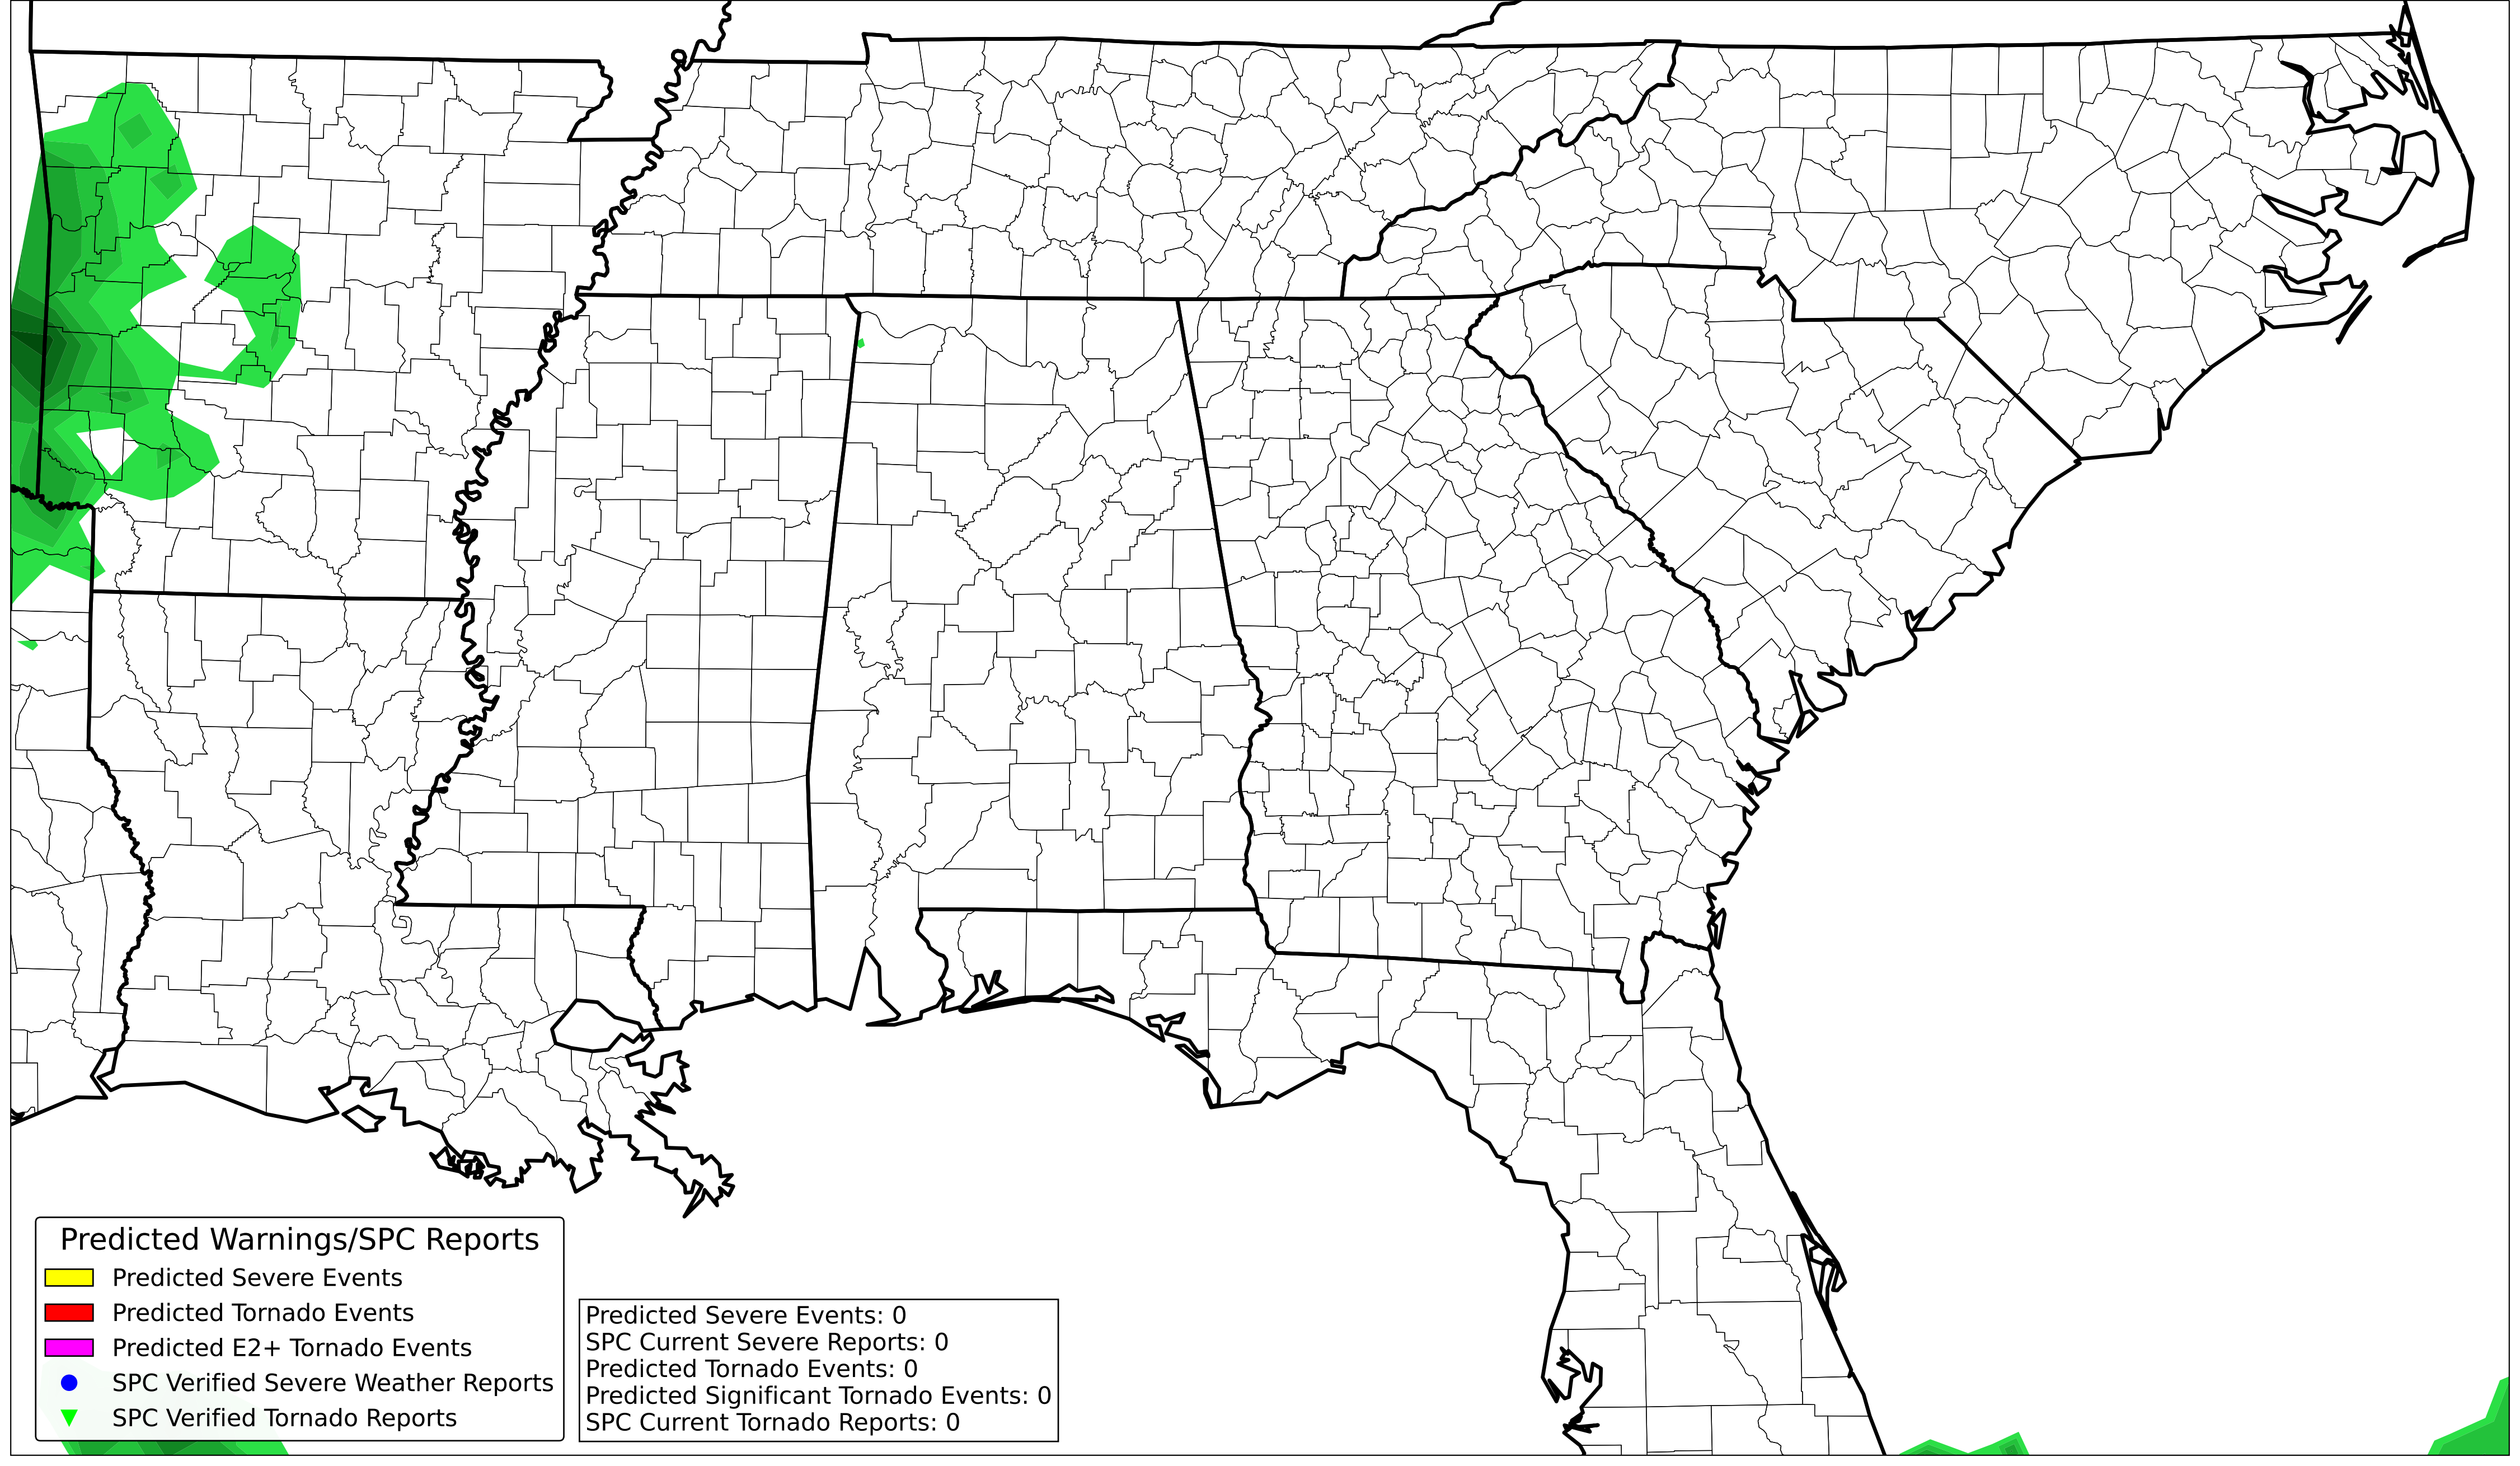 Predicted Warnings/SPC Reports
Predicted Severe Events
Predicted Tornado Events
Predicted E2+ Tornado Events
SPC Verified Severe Weather Reports
SPC Verified Tornado Reports
Predicted Severe Events: 0
SPC Current Severe Reports: 0
Predicted Tornado Events: 0
Predicted Significant Tornado Events: 0
SPC Current Tornado Reports: 0